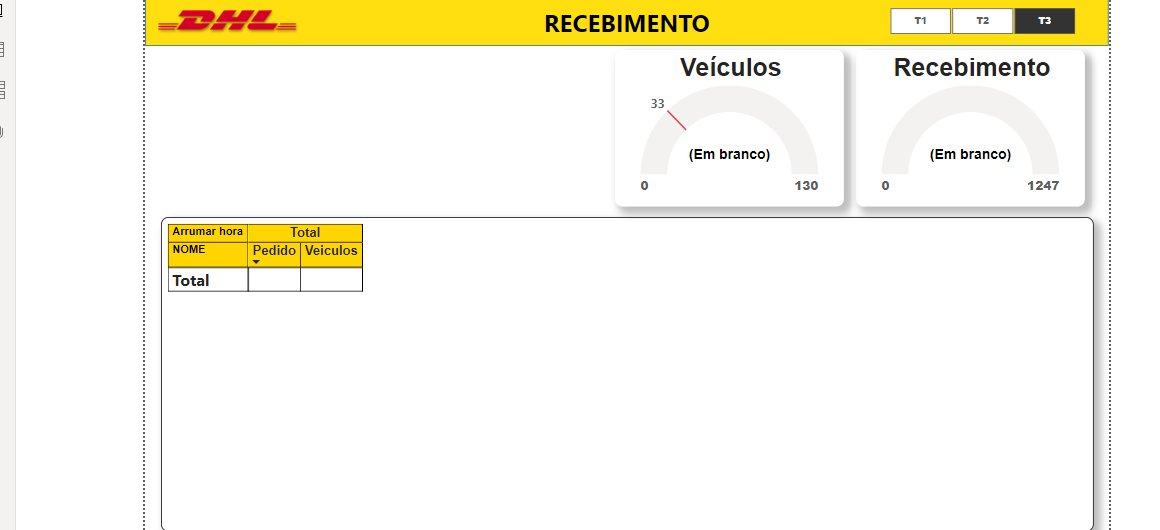 DHL
RECEBIMENTO
T1 T2 T3
Veículos
33
(Em branco)
0 130
Recebimento
(Em branco)
0 1247
Arrumar hora Total
NOME Pedido Veiculos
Total